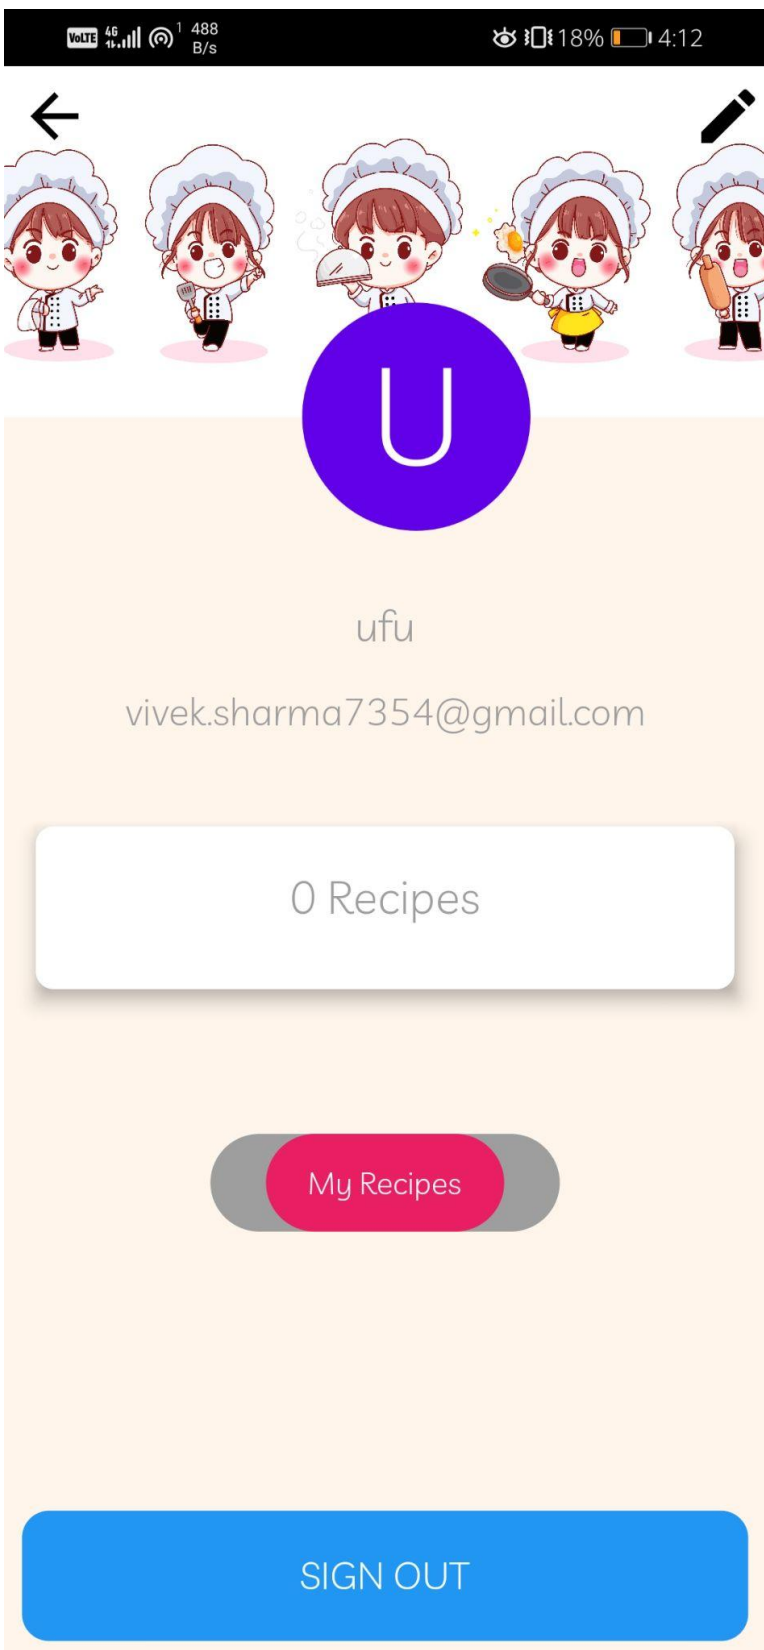 VoLTE 4G 1 488 B/s 18% 4:12
U
ufu
vivek.sharma7354@gmail.com
0 Recipes
My Recipes
SIGN OUT